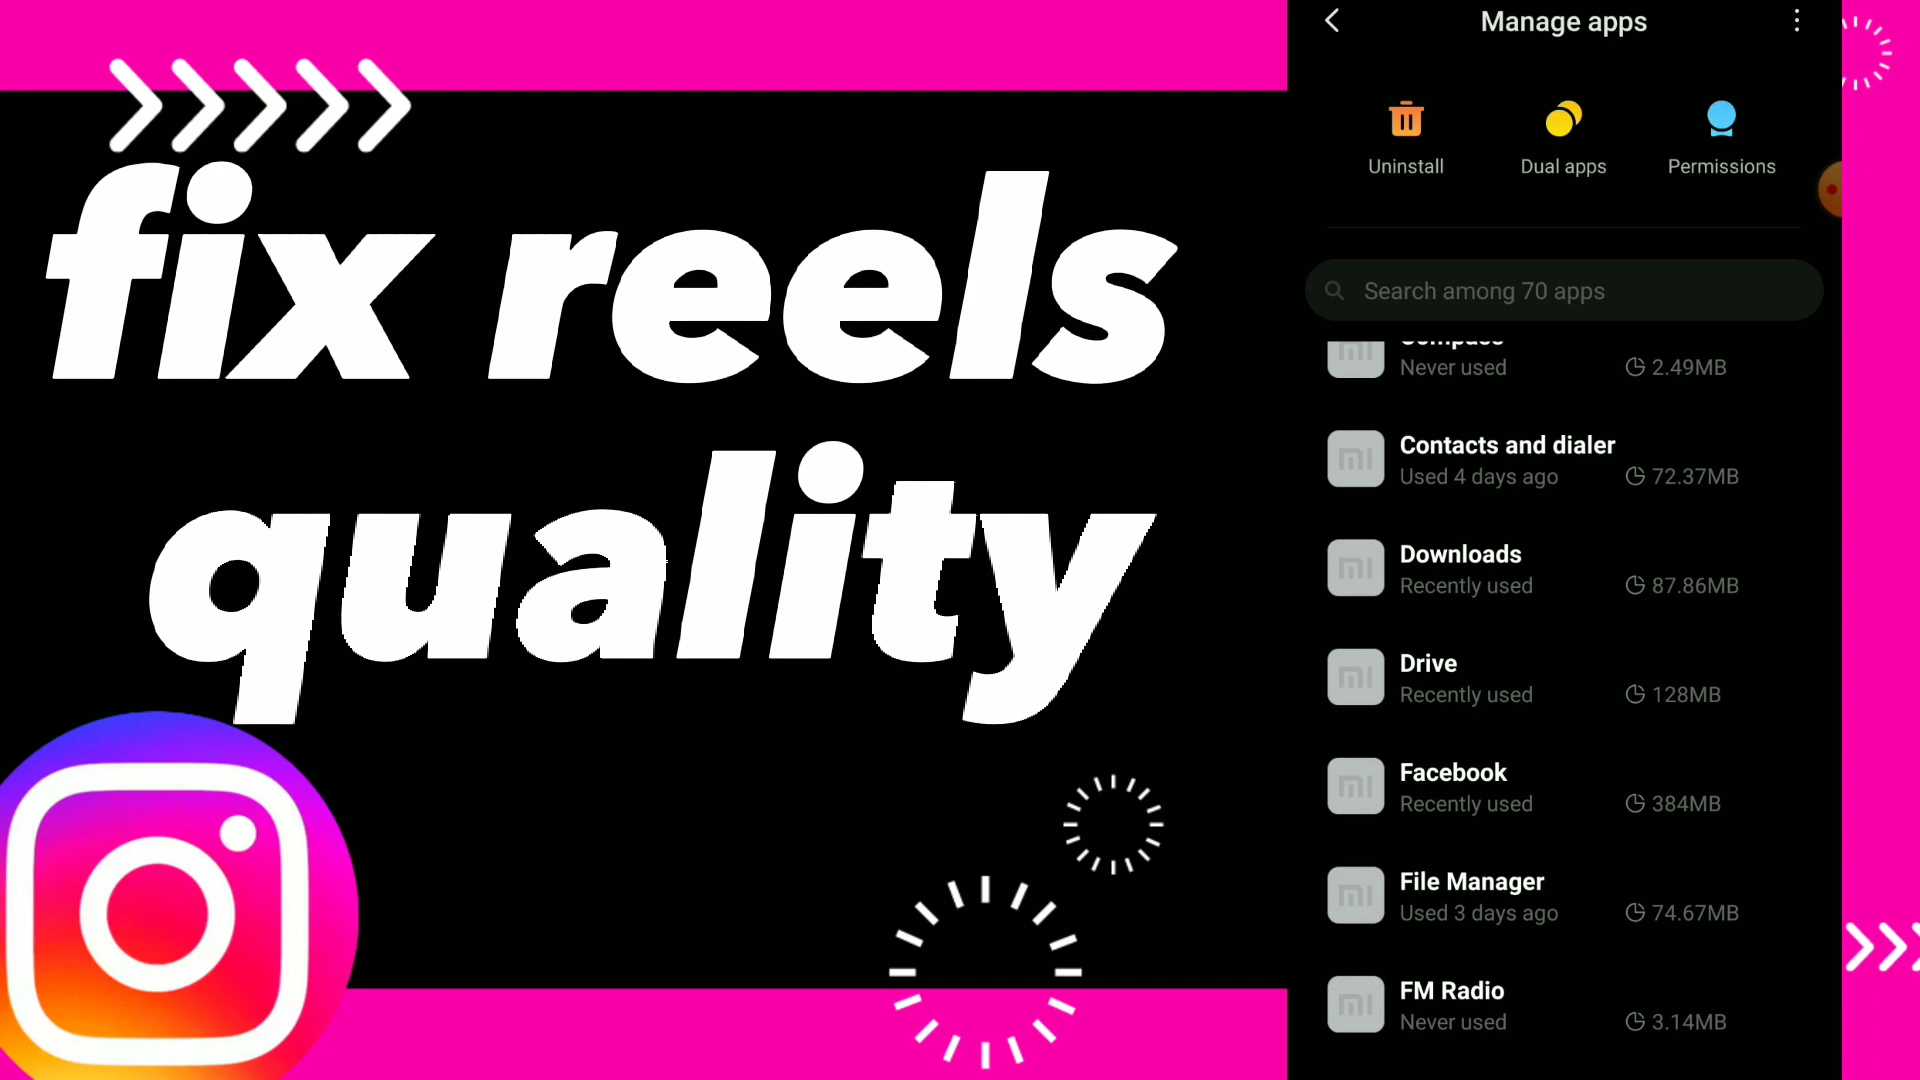 fix reels
quality
Manage apps
Uninstall
Dual apps
Permissions
Search among 70 apps
Compass
Never used
2.49MB
Contacts and dialer
Used 4 days ago
72.37MB
Downloads
Recently used
87.86MB
Drive
Recently used
128MB
Facebook
Recently used
384MB
File Manager
Used 3 days ago
74.67MB
FM Radio
Never used
3.14MB